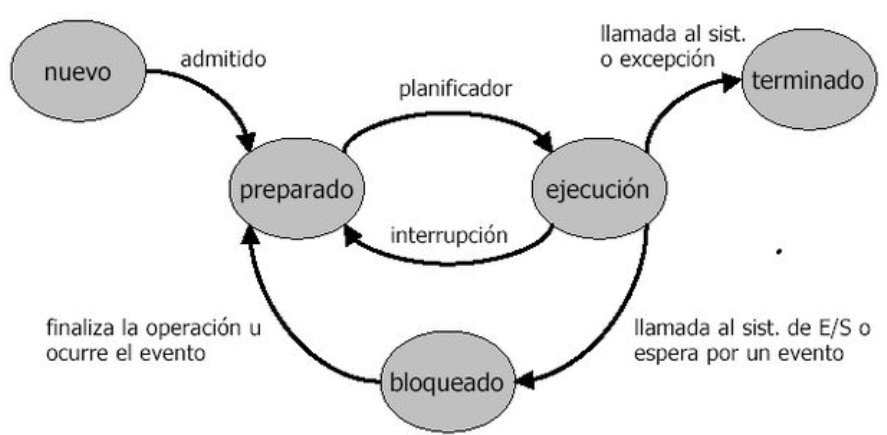 nuevo
admitido
planificador
llamada al sist.
o excepción
terminado
preparado
ejecución
interrupción
finaliza la operación u
ocurre el evento
bloqueado
llamada al sist. de E/S o
espera por un evento